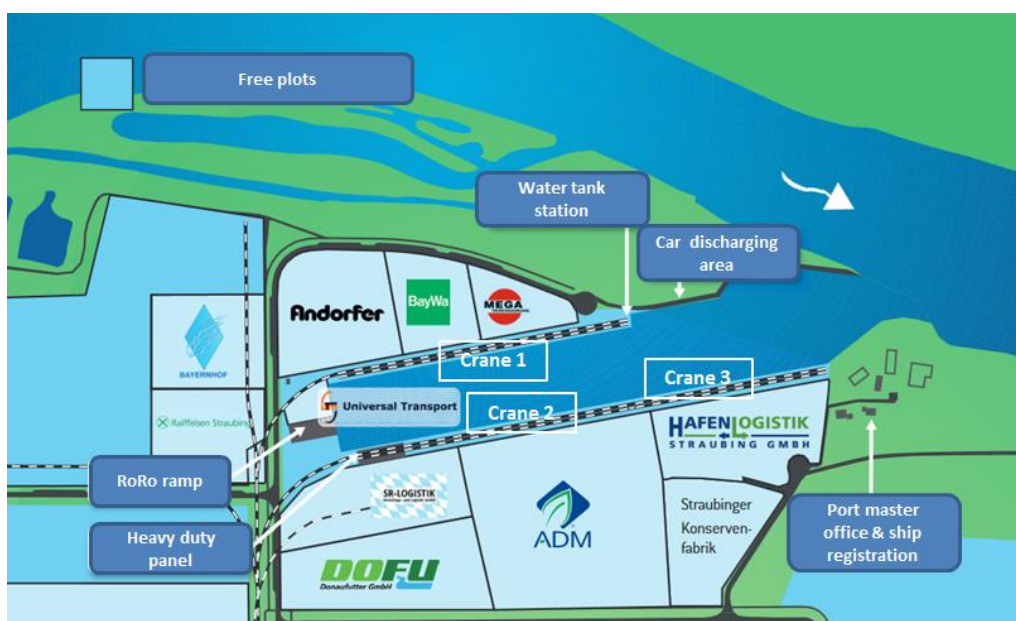 Free plots
Water tank
station
Car discharging
area
Andorfer
BayWa
MEGA
BAYERNHOF
Raiffeisen Straubing
Crane 1
Crane 3
Universal Transport
Crane 2
HAFENLOGISTIK
STRAUBING GMBH
RoRo ramp
SR-LOGISTIK
ADM
Straubinger
Konserven-
fabrik
Port master
office & ship
registration
Heavy duty
panel
DOFU
Donaufutter GmbH